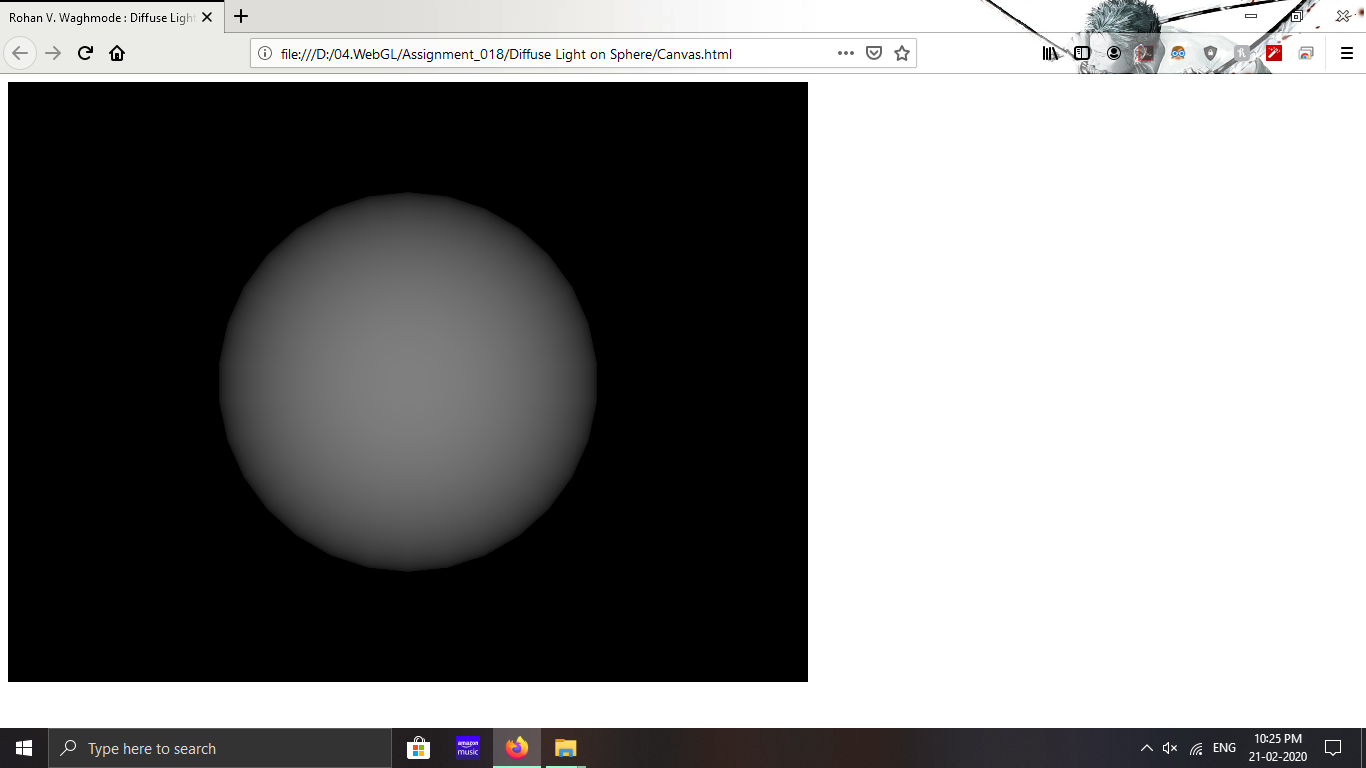 Rohan V. Waghmode : Diffuse Light
file:///D:/04.WebGL/Assignment_018/Diffuse Light on Sphere/Canvas.html
Type here to search
amazon
music
ENG
10:25 PM
21-02-2020